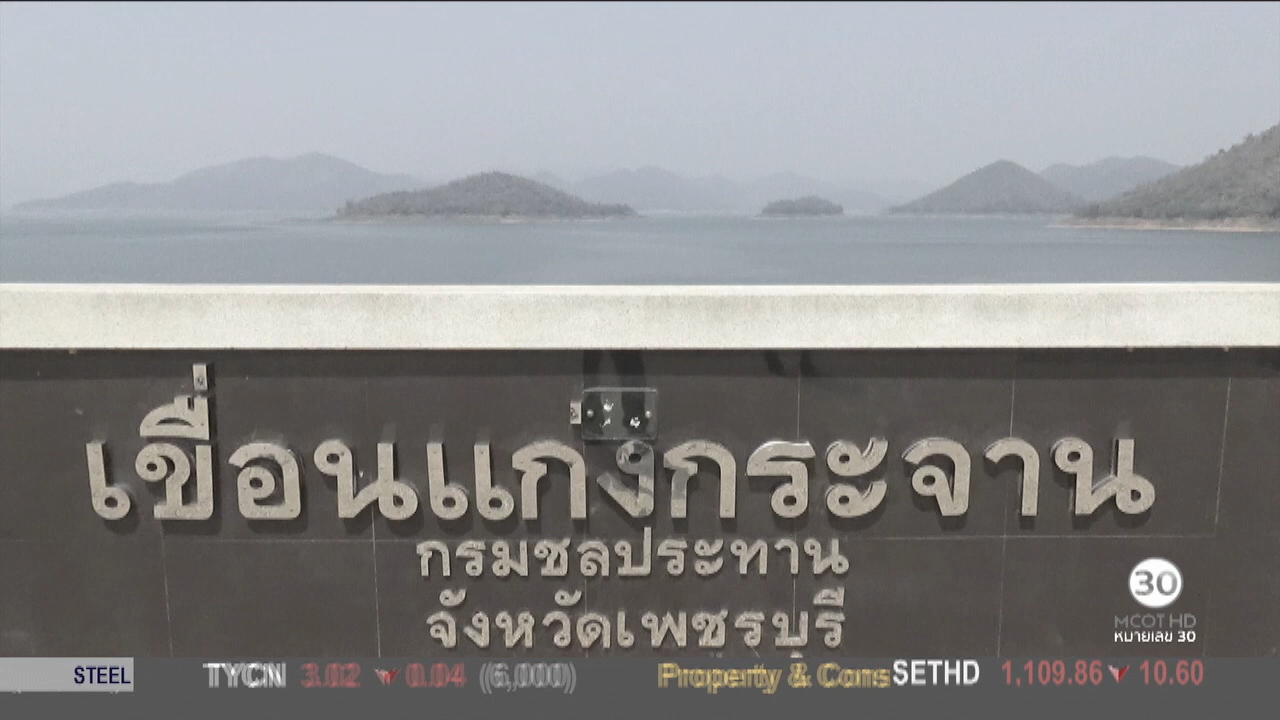 เขื่อนแก่งกระจาน
กรมชลประทาน
จังหวัดเพชรบุรี
30
MCOT HD
หมายเลข 30
STEEL TYCN 3.02 0.04 (6,000) Property & Cons SETHD 1,109.86 10.60